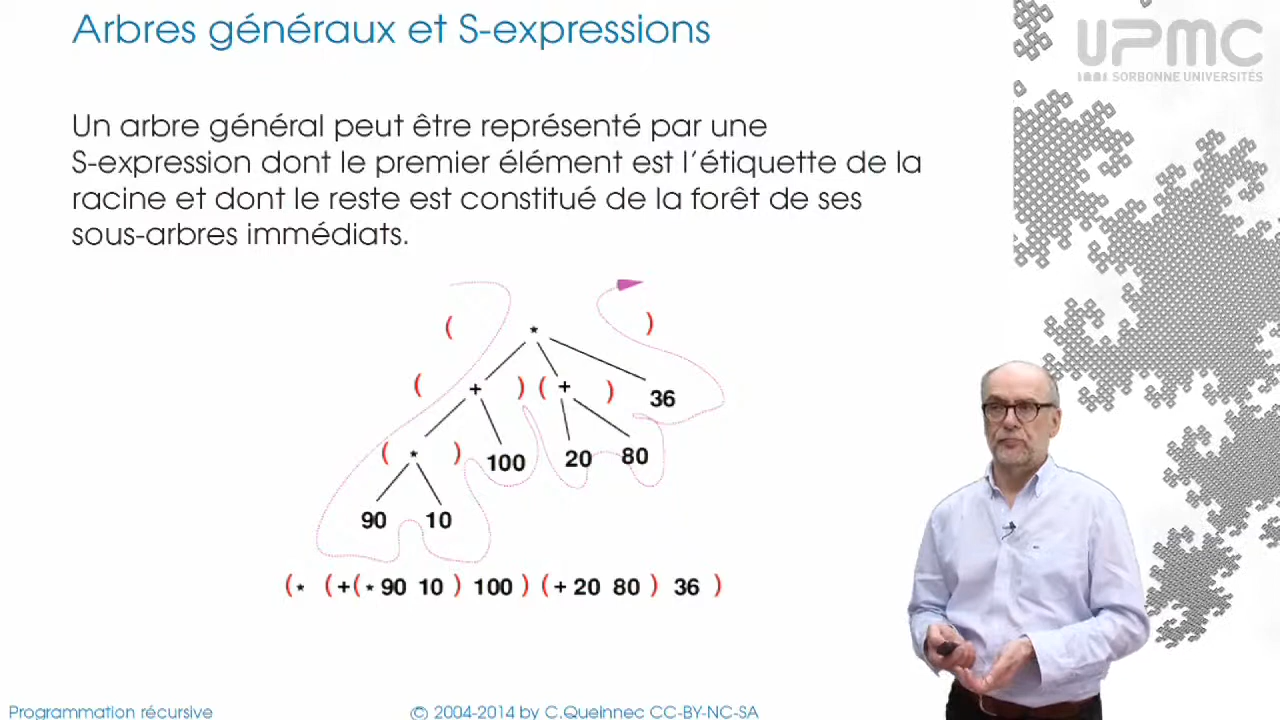 Arbres généraux et S-expressions
UPMC
SORBONNE UNIVERSITÉS
Un arbre général peut être représenté par une
S-expression dont le premier élément est l'étiquette de la
racine et dont le reste est constitué de la forêt de ses
sous-arbres immédiats.
( * )
( + ) ( + ) 36
( * ) 100 20 80
90 10
(* (+(* 90 10) 100) (+ 20 80) 36)
Programmation récursive
© 2004-2014 by C.Queinnec CC-BY-NC-SA